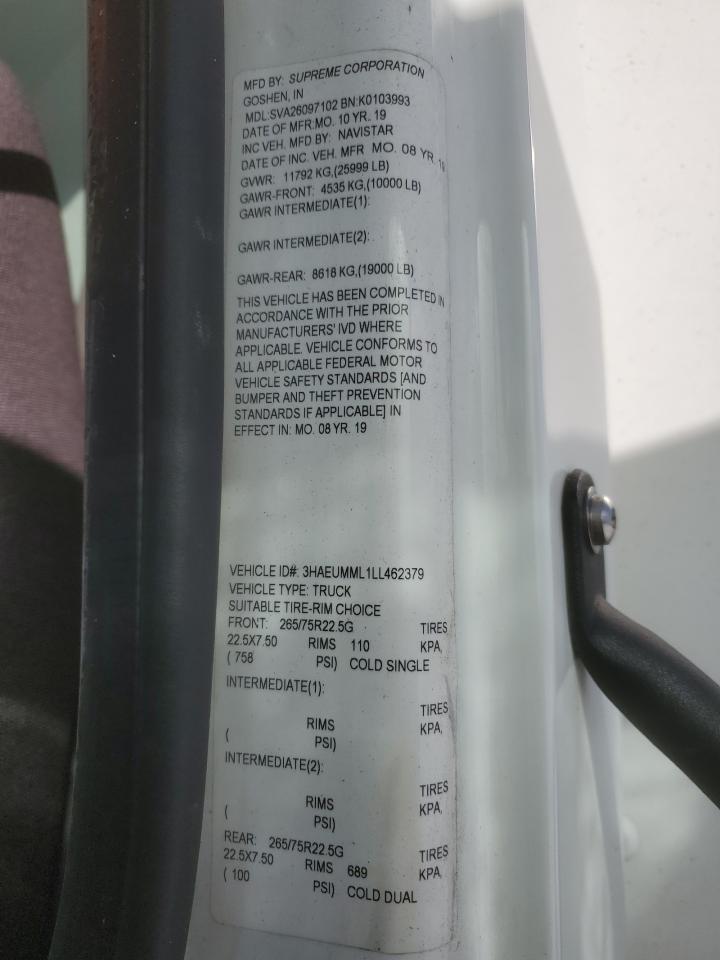 MFD BY: SUPREME CORPORATION
GOSHEN, IN
MDL:SVA26097102 BN:K0103993
DATE OF MFR:MO. 10 YR. 19
INC VEH. MFD BY: NAVISTAR
DATE OF INC. VEH. MFR MO. 08 YR. 19
GVWR: 11792 KG,(25999 LB)
GAWR-FRONT: 4535 KG,(10000 LB)
GAWR INTERMEDIATE(1):
GAWR INTERMEDIATE(2):
GAWR-REAR: 8618 KG,(19000 LB)
THIS VEHICLE HAS BEEN COMPLETED IN
ACCORDANCE WITH THE PRIOR
MANUFACTURERS' IVD WHERE
APPLICABLE. VEHICLE CONFORMS TO
ALL APPLICABLE FEDERAL MOTOR
VEHICLE SAFETY STANDARDS [AND
BUMPER AND THEFT PREVENTION
STANDARDS IF APPLICABLE] IN
EFFECT IN: MO. 08 YR. 19
VEHICLE ID#: 3HAEUMML1LL462379
VEHICLE TYPE: TRUCK
SUITABLE TIRE-RIM CHOICE
FRONT: 265/75R22.5G TIRES
22.5X7.50 RIMS 110 KPA,
( 758 PSI) COLD SINGLE
INTERMEDIATE(1):
TIRES
RIMS KPA,
( PSI)
INTERMEDIATE(2):
TIRES
RIMS KPA,
( PSI)
REAR: 265/75R22.5G TIRES
22.5X7.50 RIMS 689 KPA,
( 100 PSI) COLD DUAL